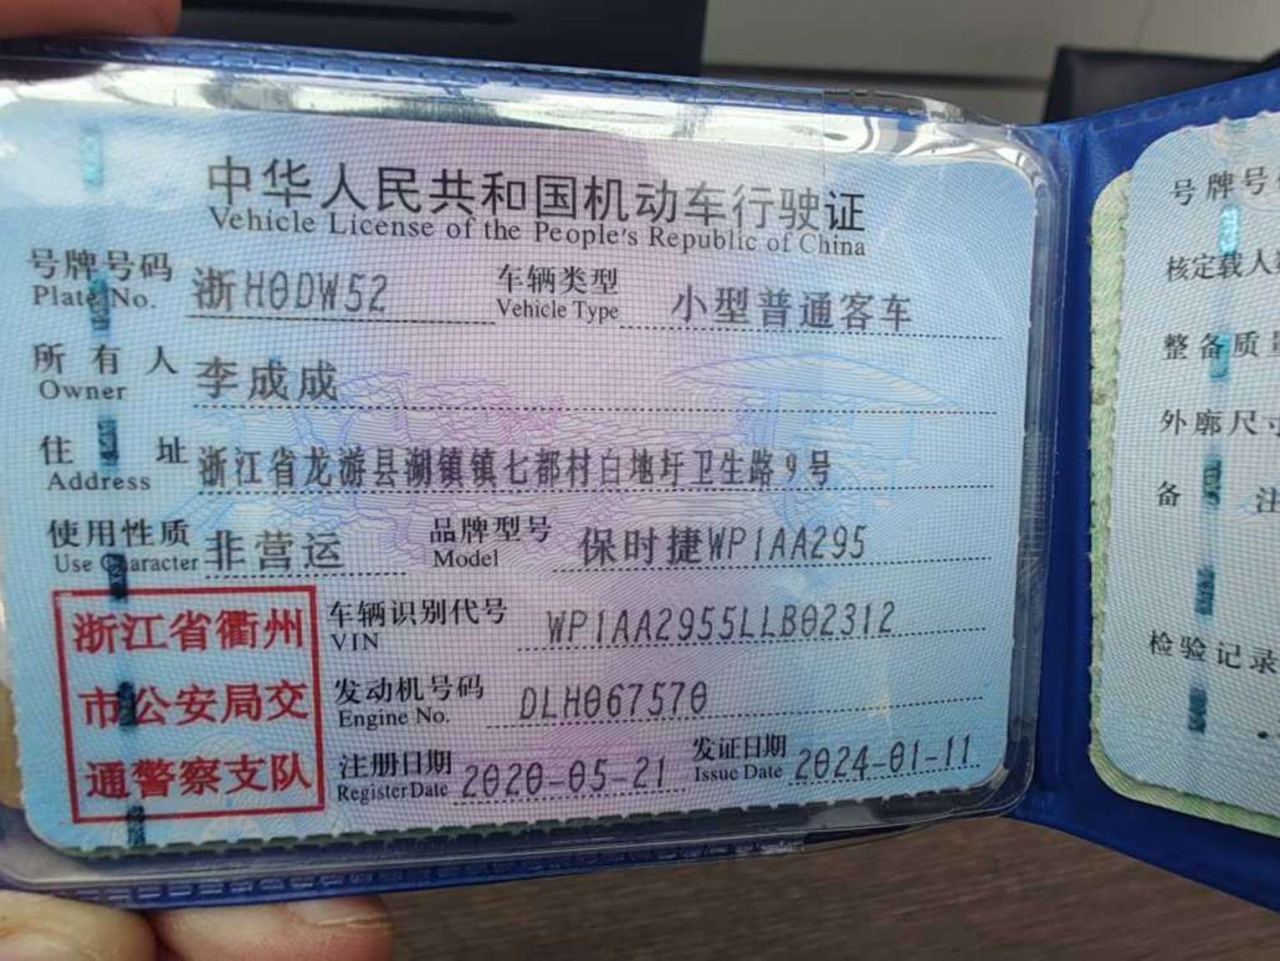 中华人民共和国机动车行驶证
Vehicle License of the People's Republic of China
号牌号码 浙H0DW52 车辆类型 小型普通客车
Plate No. Vehicle Type
所有人 李成成
Owner
住址 浙江省龙游县湖镇镇七都村白地圩卫生路9号
Address
使用性质 非营运 品牌型号 保时捷WP1AA295
Use Character Model
浙江省衢州
市公安局交
通警察支队
车辆识别代号 WP1AA2955LLB02312
VIN
发动机号码 DLH067570
Engine No.
注册日期 2020-05-21 发证日期 2024-01-11
Register Date Issue Date
号牌号
核定载人
整备质量
外廓尺寸
备 注
检验记录